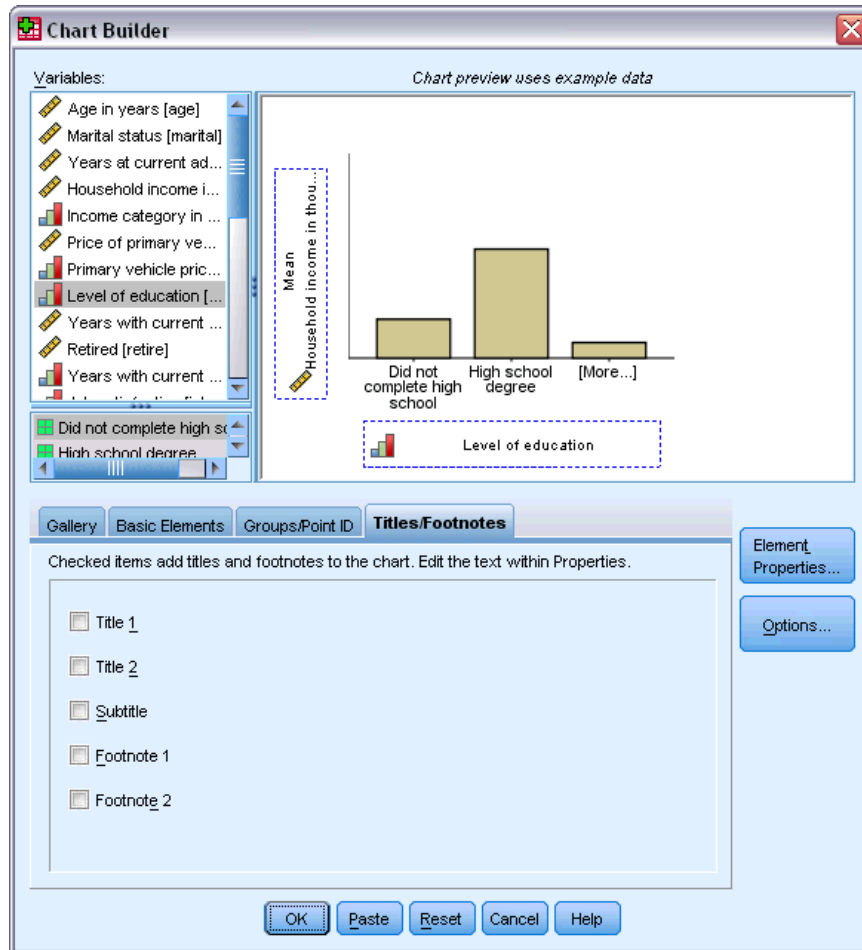 Chart Builder
Variables:
Chart preview uses example data
Age in years [age]
Marital status [marital]
Years at current ad...
Household income i...
Income category in ...
Price of primary ve...
Primary vehicle pric...
Level of education [...
Years with current ...
Retired [retire]
Years with current ...
Did not complete high sc
High school degree
Mean
Household income in thou...
Did not complete high school
High school degree
[More...]
Level of education
Gallery
Basic Elements
Groups/Point ID
Titles/Footnotes
Checked items add titles and footnotes to the chart. Edit the text within Properties.
Title 1
Title 2
Subtitle
Footnote 1
Footnote 2
Element Properties...
Options...
OK
Paste
Reset
Cancel
Help